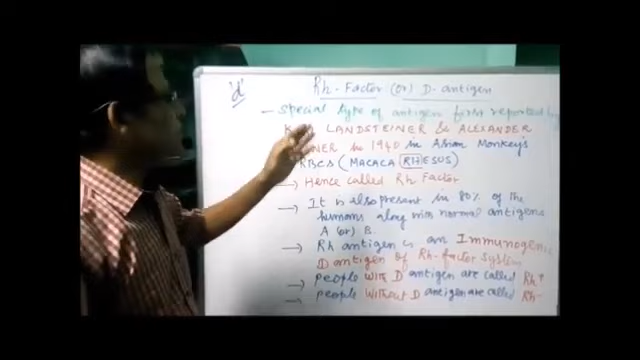 'd'
Rh-Factor (or) D-antigen
- Special type of antigen first reported by
LANDSTEINER & ALEXANDER
in 1940 in Asian Monkey's
RBCS (MACACA RHESUS)
→ Hence called Rh Factor
→ It is also present in 80% of the
humans along with normal antigens
A (or) B.
→ Rh antigen is an Immunogenic
D antigen of Rh-factor system
→ people with D antigen are called Rh+
→ people without D antigen are called Rh-